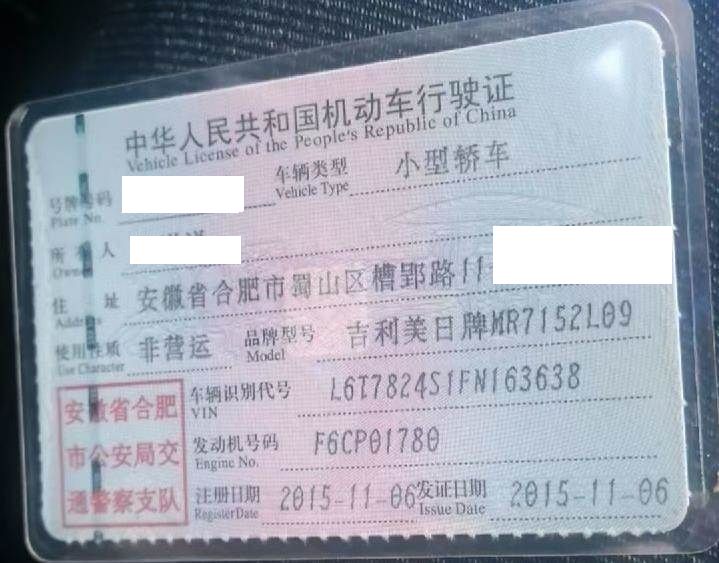 中华人民共和国机动车行驶证
Vehicle License of the People's Republic of China
号牌号码 车辆类型 小型轿车
Plate No. Vehicle Type
所有人
Owner
住址 安徽省合肥市蜀山区槽郢路11
Address
使用性质 非营运 品牌型号 吉利美日牌MR7152L09
Use Character Model
安徽省合肥
市公安局交
通警察支队
车辆识别代号 L6T7824S1FN163638
VIN
发动机号码 F6CP01780
Engine No.
注册日期 2015-11-06 发证日期 2015-11-06
Register Date Issue Date